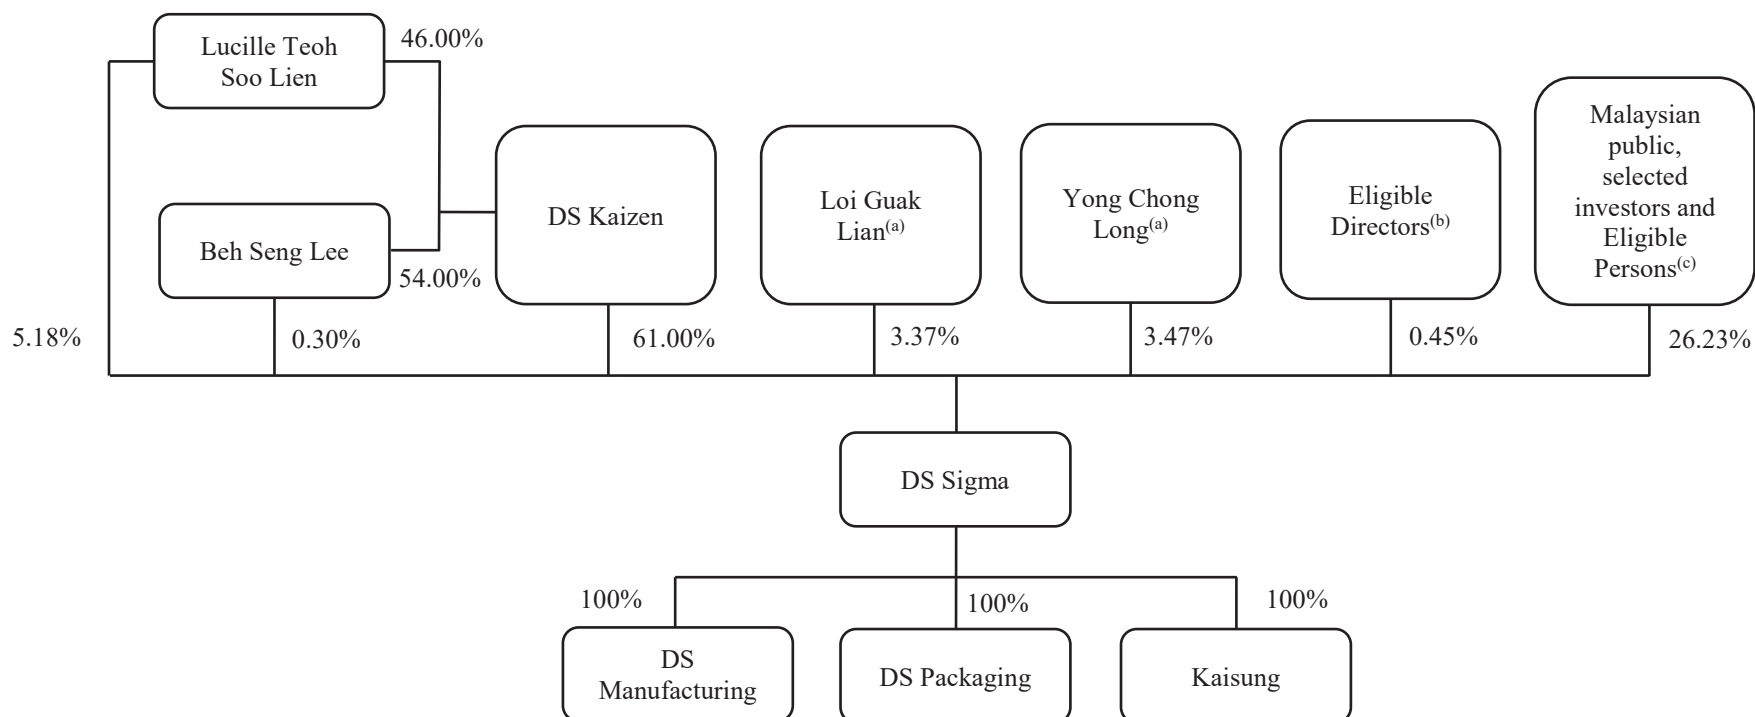 Lucille Teoh
Soo Lien
46.00%
Beh Seng Lee
54.00%
DS Kaizen
Loi Guak
Lian(a)
Yong Chong
Long(a)
Eligible
Directors(b)
Malaysian
public,
selected
investors and
Eligible
Persons(c)
5.18%
0.30%
61.00%
3.37%
3.47%
0.45%
26.23%
DS Sigma
100%
100%
100%
DS
Manufacturing
DS Packaging
Kaisung